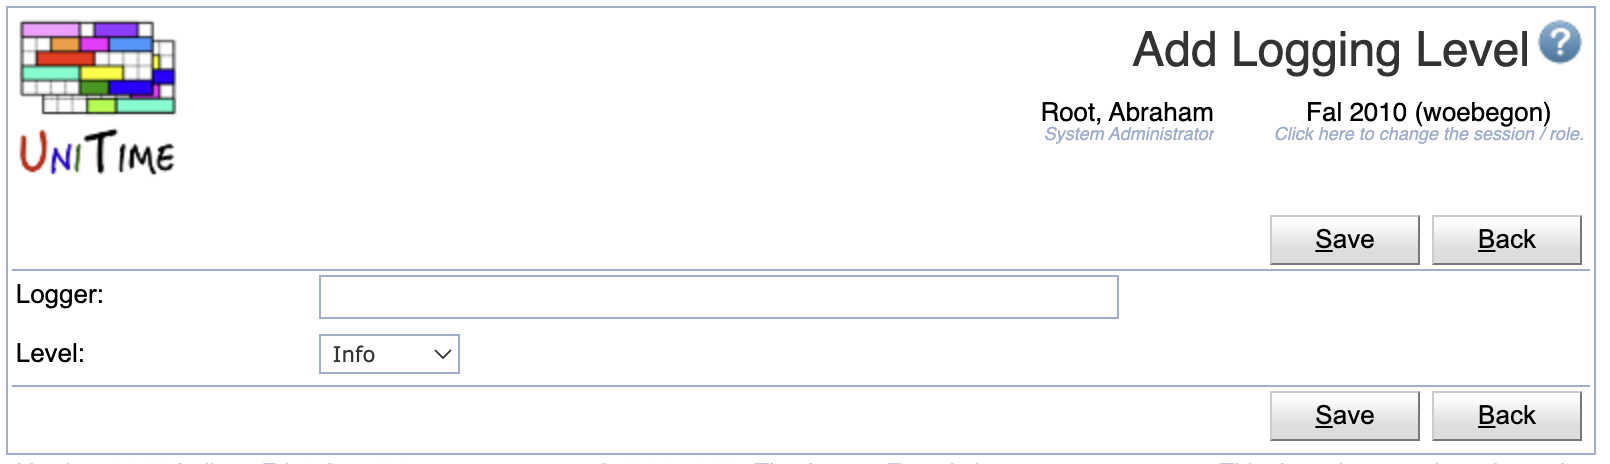 Add Logging Level
UNITIME
Root, Abraham
System Administrator
Fal 2010 (woebegon)
Click here to change the session / role.
Save Back
Logger:
Level: Info
Save Back